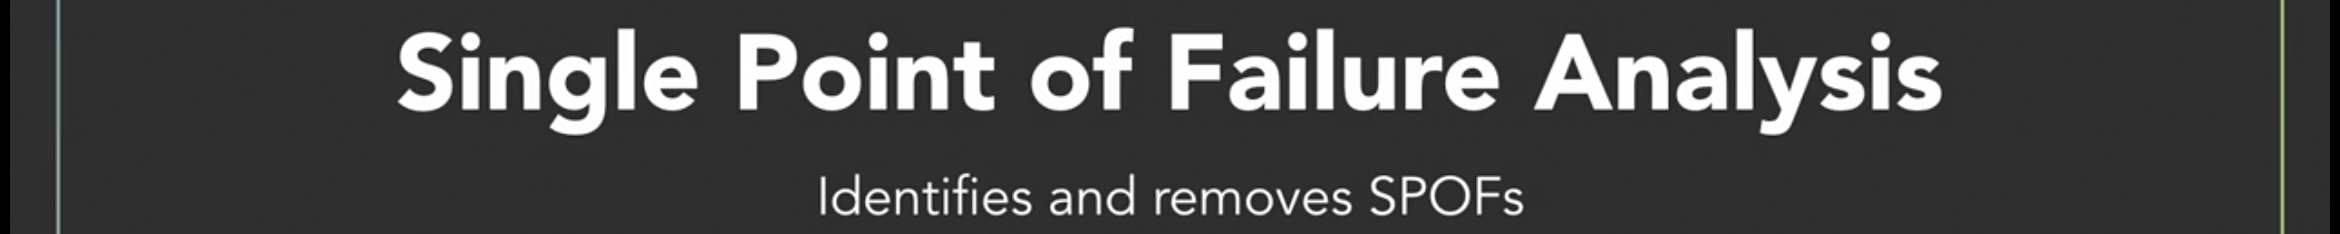 Single Point of Failure Analysis
Identifies and removes SPOFs